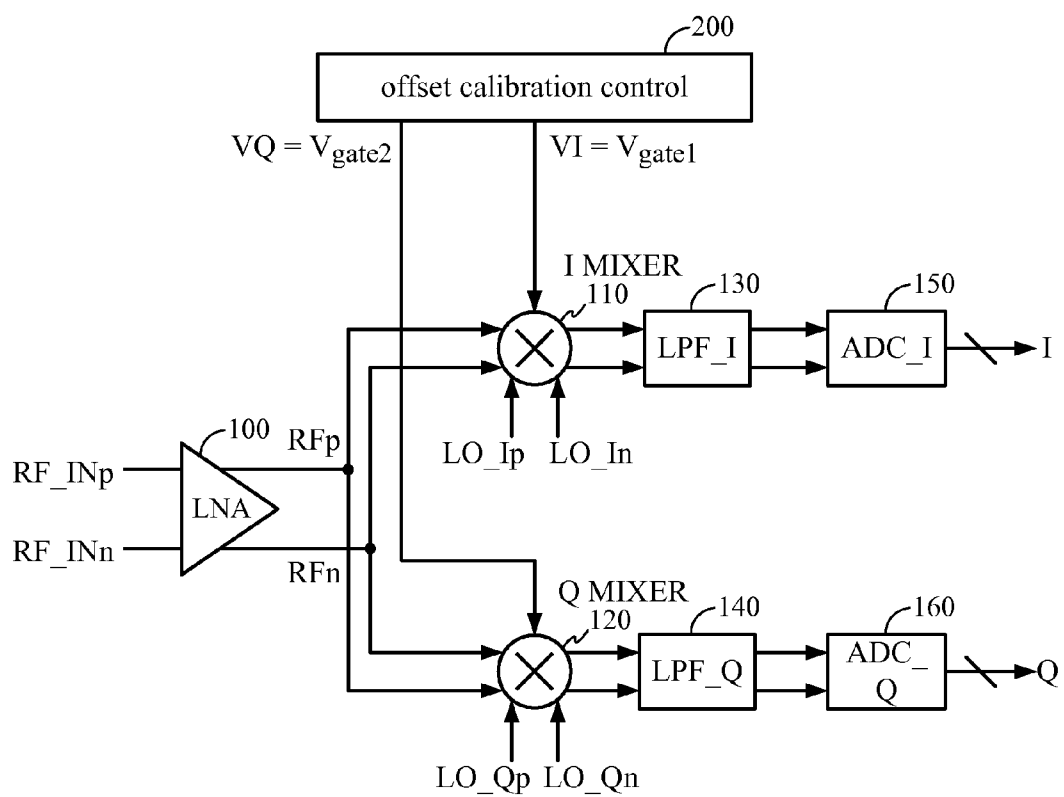 200
offset calibration control
VQ = Vgate2
VI = Vgate1
I MIXER
110
130
150
LPF_I
ADC_I
I
LO_Ip
LO_In
100
RFp
RF_INp
LNA
RF_INn
RFn
Q MIXER
120
140
160
LPF_Q
ADC_
Q
Q
LO_Qp
LO_Qn